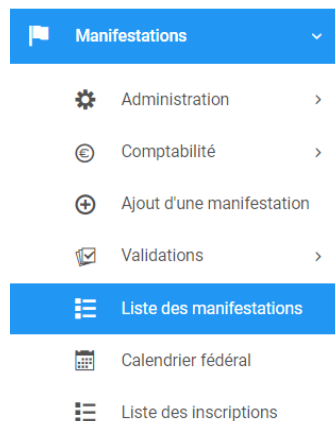 Manifestations
Administration
Comptabilité
Ajout d'une manifestation
Validations
Liste des manifestations
Calendrier fédéral
Liste des inscriptions